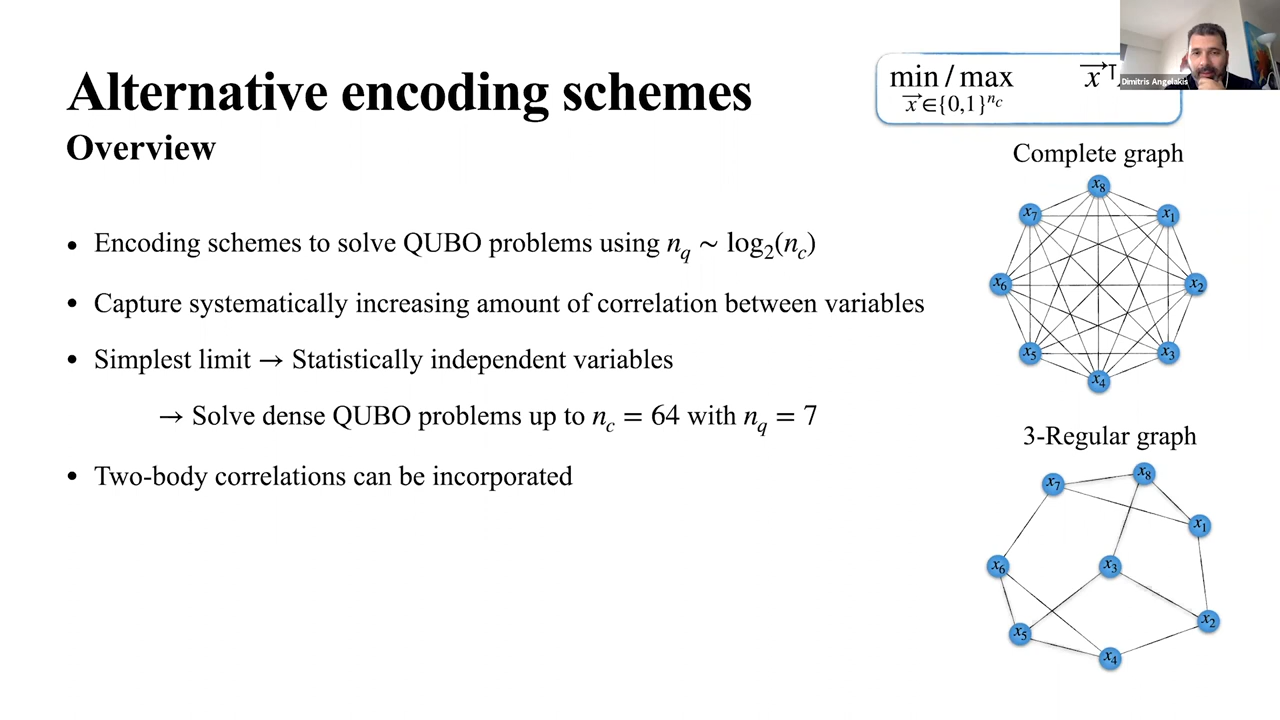 Alternative encoding schemes
Overview
min / max
x⃗∈{0,1}^{n_c}
x⃗^⊤
Dimitris Angelakis
• Encoding schemes to solve QUBO problems using n_q ~ log₂(n_c)
• Capture systematically increasing amount of correlation between variables
• Simplest limit → Statistically independent variables
→ Solve dense QUBO problems up to n_c = 64 with n_q = 7
• Two-body correlations can be incorporated
Complete graph
x₈
x₇ x₁
x₆ x₂
x₅ x₃
x₄
3-Regular graph
x₈
x₇
x₁
x₆ x₃
x₂
x₅
x₄